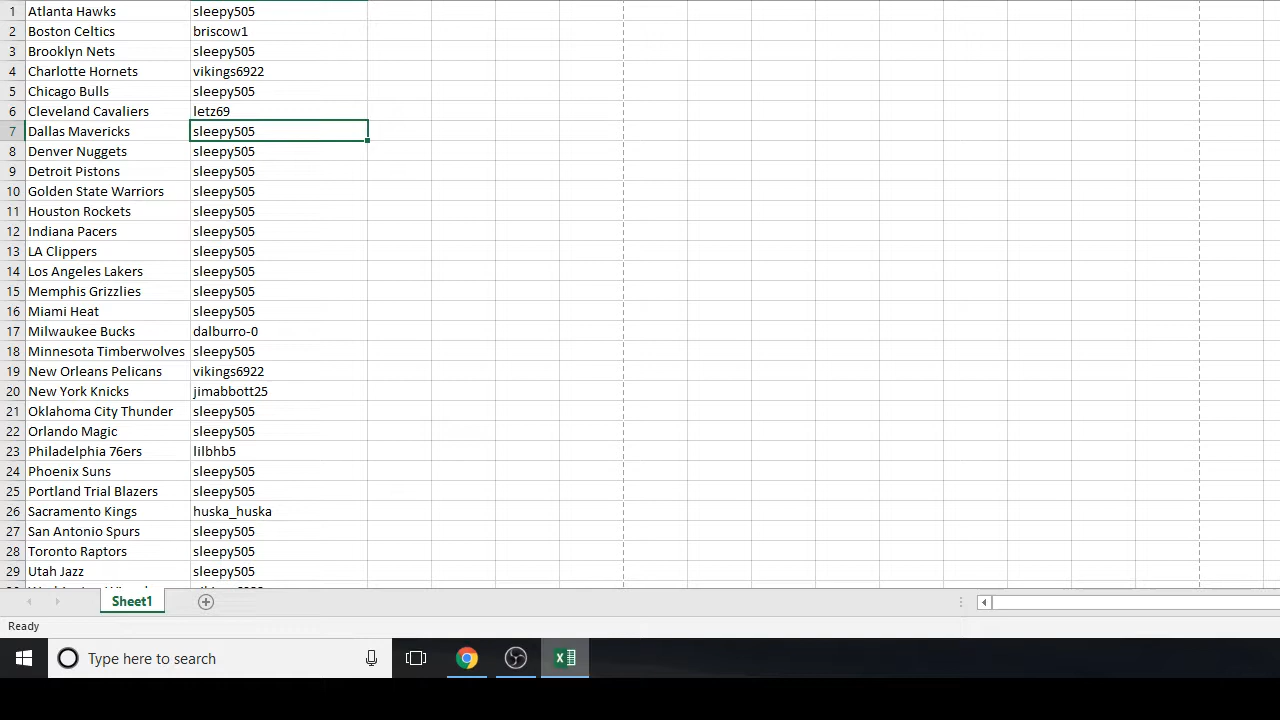 1 Atlanta Hawks sleepy505
2 Boston Celtics briscow1
3 Brooklyn Nets sleepy505
4 Charlotte Hornets vikings6922
5 Chicago Bulls sleepy505
6 Cleveland Cavaliers letz69
7 Dallas Mavericks sleepy505
8 Denver Nuggets sleepy505
9 Detroit Pistons sleepy505
10 Golden State Warriors sleepy505
11 Houston Rockets sleepy505
12 Indiana Pacers sleepy505
13 LA Clippers sleepy505
14 Los Angeles Lakers sleepy505
15 Memphis Grizzlies sleepy505
16 Miami Heat sleepy505
17 Milwaukee Bucks dalburro-0
18 Minnesota Timberwolves sleepy505
19 New Orleans Pelicans vikings6922
20 New York Knicks jimabbott25
21 Oklahoma City Thunder sleepy505
22 Orlando Magic sleepy505
23 Philadelphia 76ers lilbhb5
24 Phoenix Suns sleepy505
25 Portland Trial Blazers sleepy505
26 Sacramento Kings huska_huska
27 San Antonio Spurs sleepy505
28 Toronto Raptors sleepy505
29 Utah Jazz sleepy505
Sheet1
Ready
Type here to search